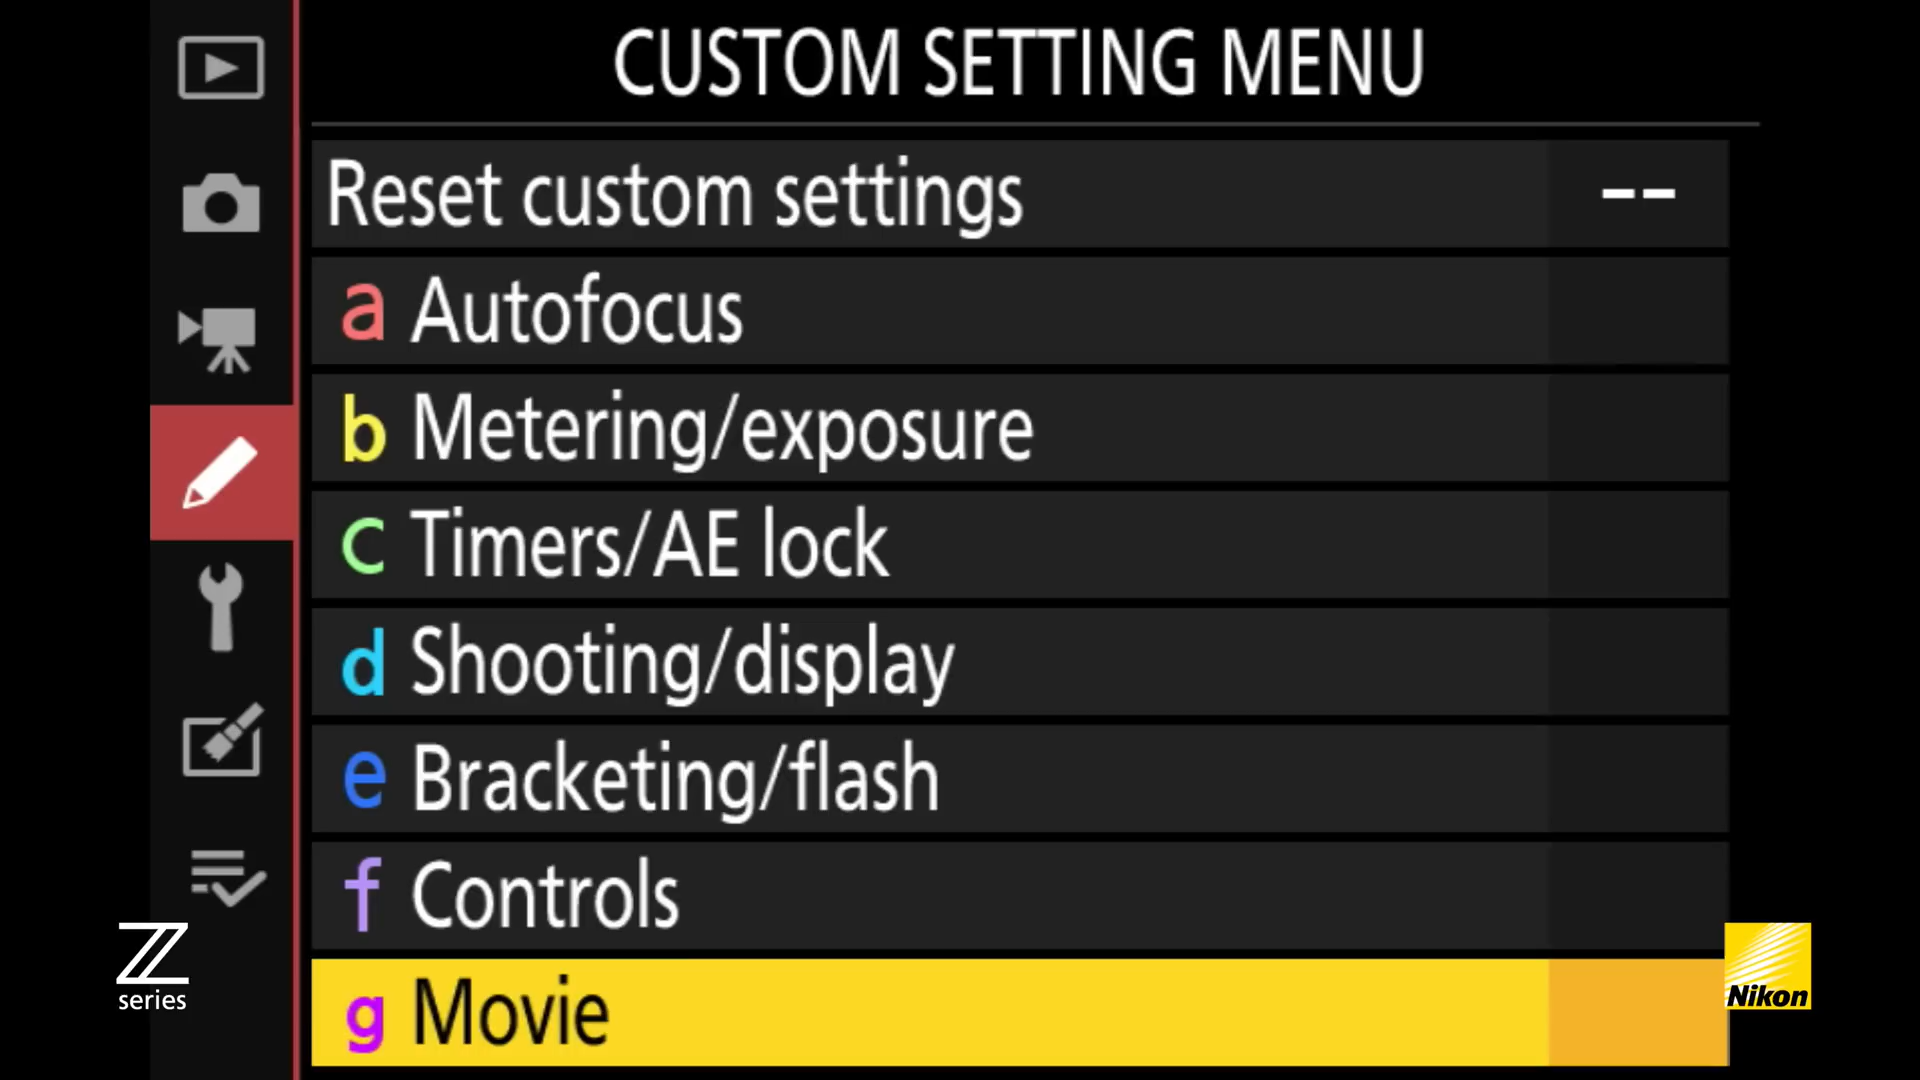 CUSTOM SETTING MENU
Reset custom settings --
a Autofocus
b Metering/exposure
c Timers/AE lock
d Shooting/display
e Bracketing/flash
f Controls
g Movie
Z
series
Nikon